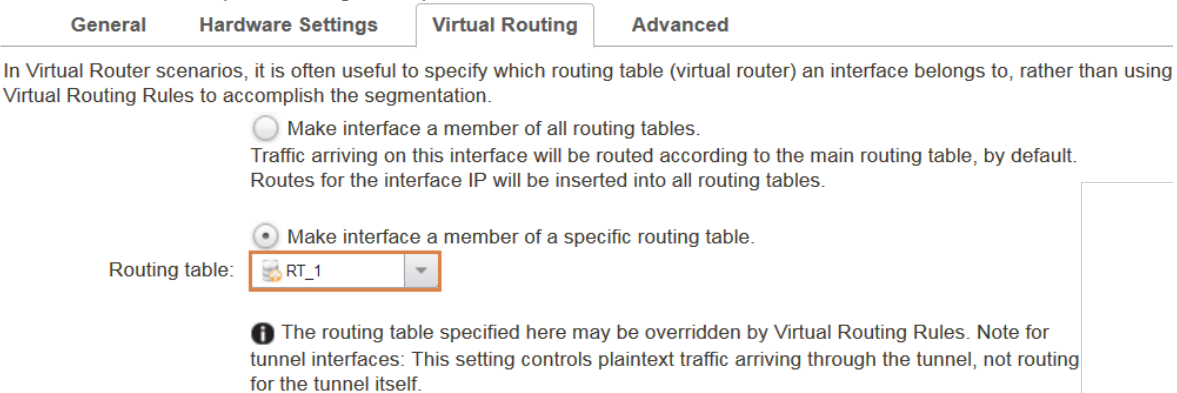 General Hardware Settings Virtual Routing Advanced
In Virtual Router scenarios, it is often useful to specify which routing table (virtual router) an interface belongs to, rather than using
Virtual Routing Rules to accomplish the segmentation.
Make interface a member of all routing tables.
Traffic arriving on this interface will be routed according to the main routing table, by default.
Routes for the interface IP will be inserted into all routing tables.
Make interface a member of a specific routing table.
Routing table: RT_1
The routing table specified here may be overridden by Virtual Routing Rules. Note for
tunnel interfaces: This setting controls plaintext traffic arriving through the tunnel, not routing
for the tunnel itself.